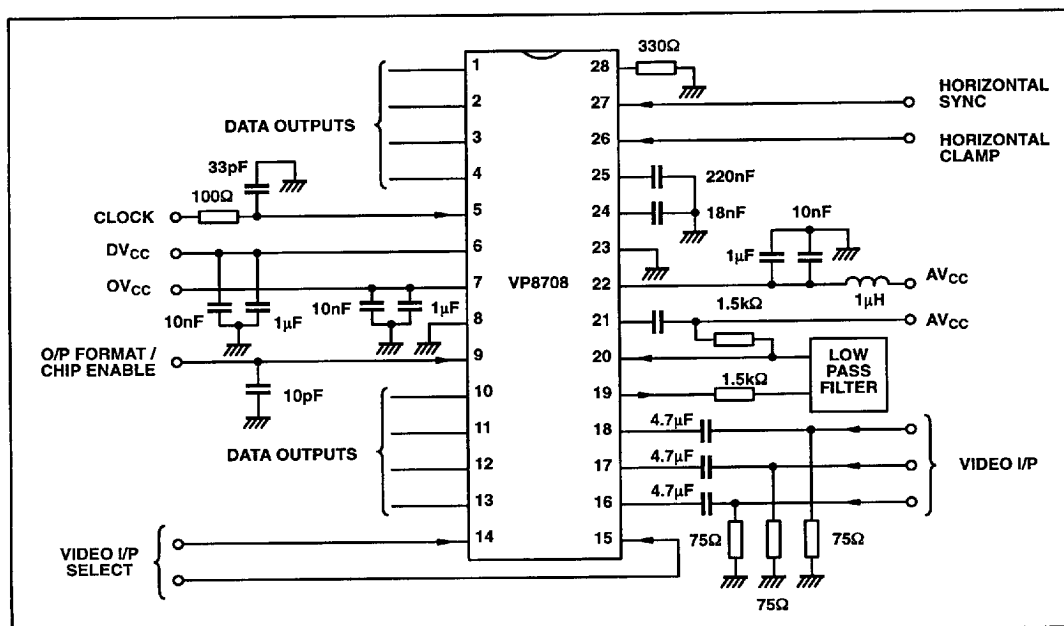 330Ω
1
28
HORIZONTAL
SYNC
2
27
DATA OUTPUTS
3
26
HORIZONTAL
CLAMP
33pF
4
25
220nF
100Ω
CLOCK
5
24
18nF
10nF
DVCC
6
23
1µF
OVCC
7
VP8708
22
1µH
AVCC
10nF
1µF
10nF
1µF
8
21
1.5kΩ
AVCC
O/P FORMAT /
CHIP ENABLE
9
20
LOW
PASS
FILTER
10pF
10
19
1.5kΩ
11
18
4.7µF
DATA OUTPUTS
12
17
4.7µF
VIDEO I/P
13
16
4.7µF
VIDEO I/P
SELECT
14
15
75Ω
75Ω
75Ω